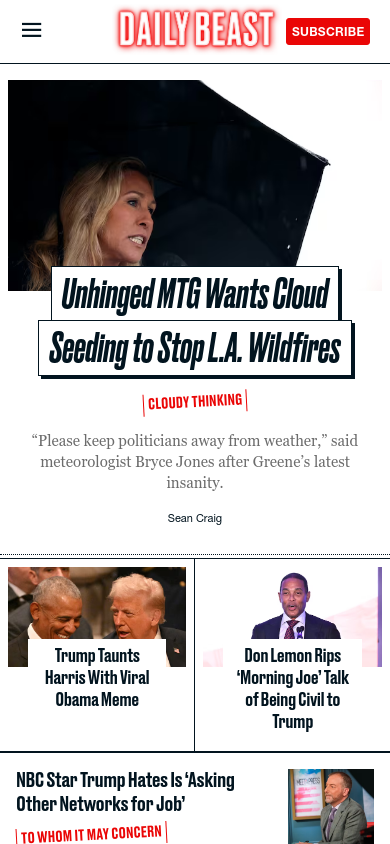 DAILY BEAST
SUBSCRIBE
Unhinged MTG Wants Cloud
Seeding to Stop L.A. Wildfires
CLOUDY THINKING
“Please keep politicians away from weather,” said
meteorologist Bryce Jones after Greene’s latest
insanity.
Sean Craig
Trump Taunts
Harris With Viral
Obama Meme
Don Lemon Rips
‘Morning Joe’ Talk
of Being Civil to
Trump
NBC Star Trump Hates Is ‘Asking
Other Networks for Job’
TO WHOM IT MAY CONCERN